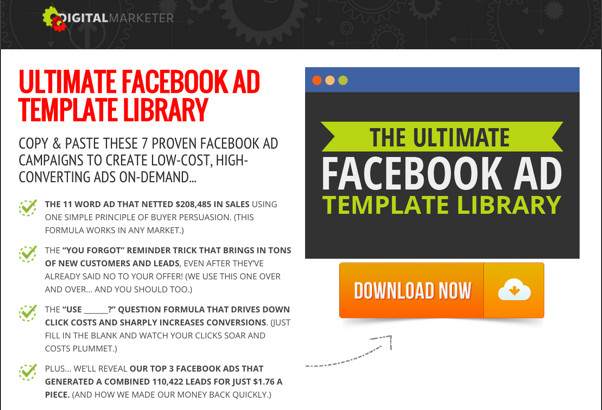 DIGITALMARKETER
ULTIMATE FACEBOOK AD
TEMPLATE LIBRARY
COPY & PASTE THESE 7 PROVEN FACEBOOK AD
CAMPAIGNS TO CREATE LOW-COST, HIGH-
CONVERTING ADS ON-DEMAND...
THE 11 WORD AD THAT NETTED $208,485 IN SALES USING
ONE SIMPLE PRINCIPLE OF BUYER PERSUASION. (THIS
FORMULA WORKS IN ANY MARKET.)
THE “YOU FORGOT” REMINDER TRICK THAT BRINGS IN TONS
OF NEW CUSTOMERS AND LEADS, EVEN AFTER THEY’VE
ALREADY SAID NO TO YOUR OFFER! (WE USE THIS ONE OVER
AND OVER... AND YOU SHOULD TOO.)
THE “USE ______?” QUESTION FORMULA THAT DRIVES DOWN
CLICK COSTS AND SHARPLY INCREASES CONVERSIONS. (JUST
FILL IN THE BLANK AND WATCH YOUR CLICKS SOAR AND
COSTS PLUMMET.)
PLUS... WE’LL REVEAL OUR TOP 3 FACEBOOK ADS THAT
GENERATED A COMBINED 110,422 LEADS FOR JUST $1.76 A
PIECE. (AND HOW WE MADE OUR MONEY BACK QUICKLY.)
THE ULTIMATE
FACEBOOK AD
TEMPLATE LIBRARY
DOWNLOAD NOW